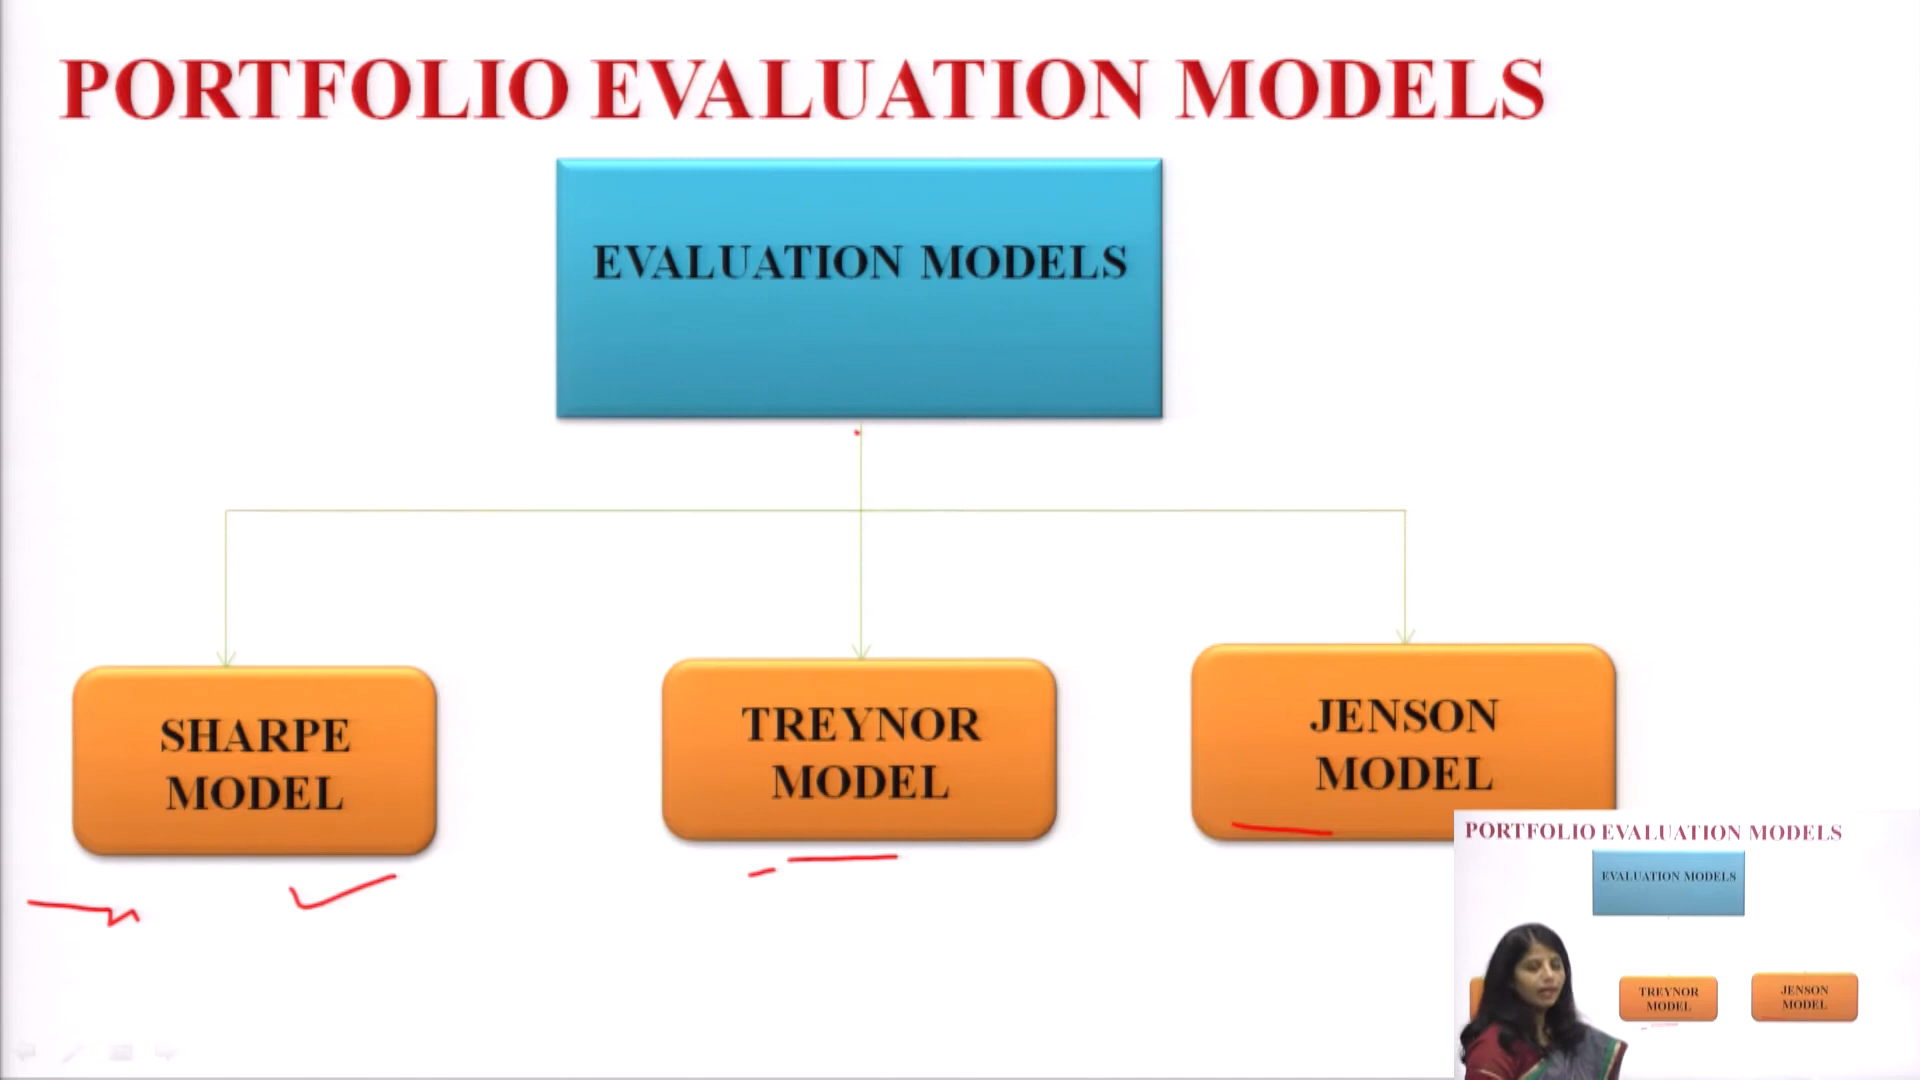 PORTFOLIO EVALUATION MODELS
EVALUATION MODELS
SHARPE
MODEL
TREYNOR
MODEL
JENSON
MODEL
PORTFOLIO EVALUATION MODELS
EVALUATION MODELS
TREYNOR
MODEL
JENSON
MODEL